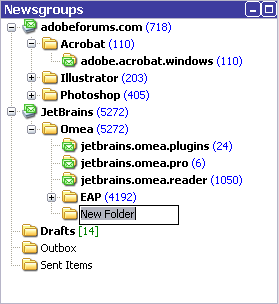 Newsgroups
adobeforums.com (718)
Acrobat (110)
adobe.acrobat.windows (110)
Illustrator (203)
Photoshop (405)
JetBrains (5272)
Omea (5272)
jetbrains.omea.plugins (24)
jetbrains.omea.pro (6)
jetbrains.omea.reader (1050)
EAP (4192)
New Folder
Drafts [14]
Outbox
Sent Items